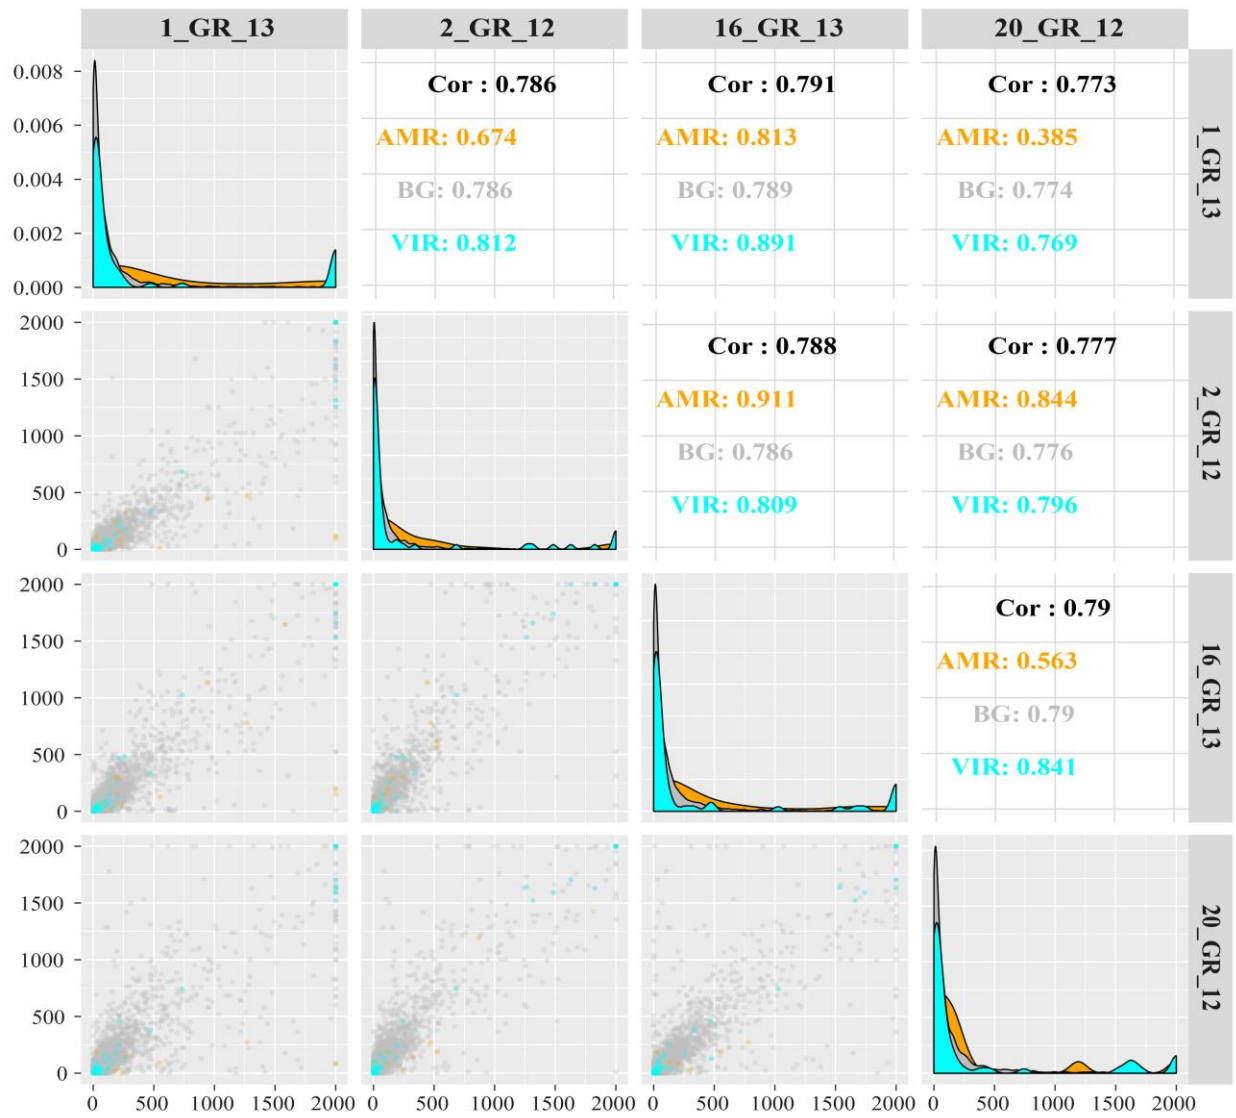 1_GR_13 2_GR_12 16_GR_13 20_GR_12
0.008
0.006
0.004
0.002
0.000
Cor : 0.786
AMR: 0.674
BG: 0.786
VIR: 0.812
Cor : 0.791
AMR: 0.813
BG: 0.789
VIR: 0.891
Cor : 0.773
AMR: 0.385
BG: 0.774
VIR: 0.769
1_GR_13
2000
1500
1000
500
0
Cor : 0.788
AMR: 0.911
BG: 0.786
VIR: 0.809
Cor : 0.777
AMR: 0.844
BG: 0.776
VIR: 0.796
2_GR_12
2000
1500
1000
500
0
Cor : 0.79
AMR: 0.563
BG: 0.79
VIR: 0.841
16_GR_13
2000
1500
1000
500
0
20_GR_12
0 500 1000 1500 2000 0 500 1000 1500 2000 0 500 1000 1500 2000 0 500 1000 1500 2000